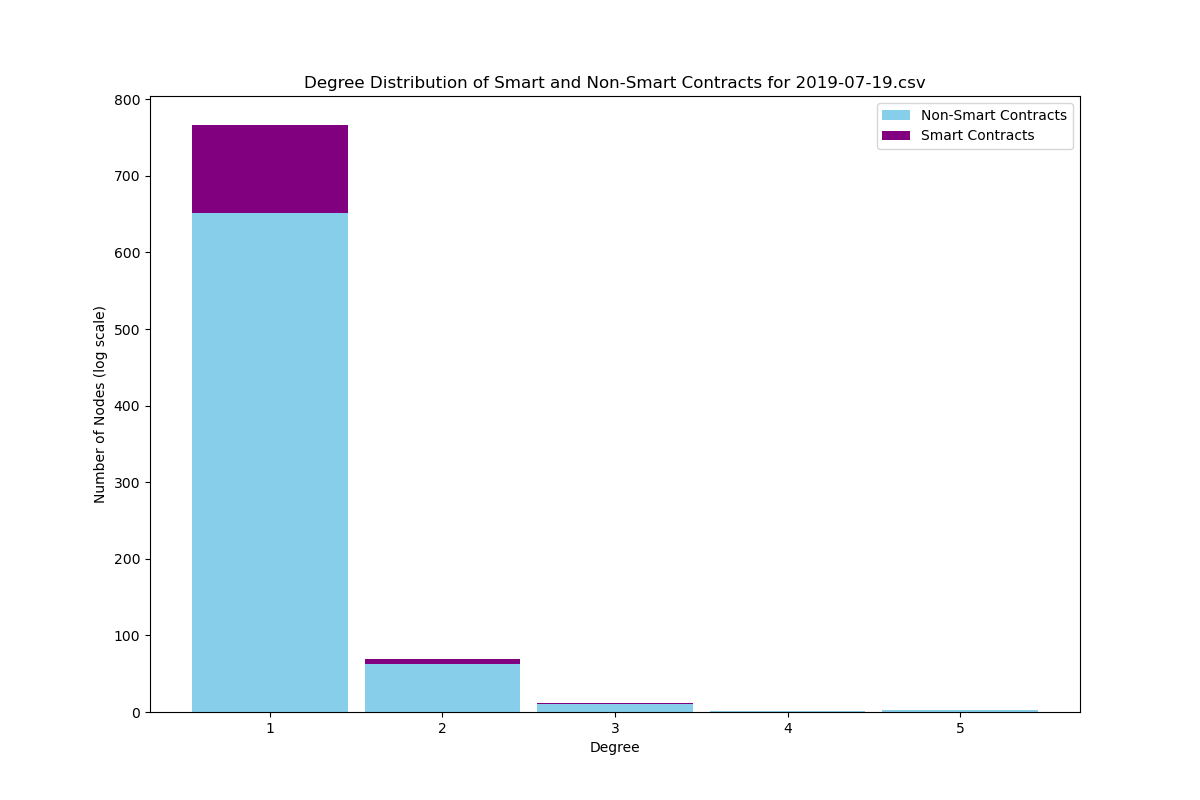 Degree Distribution of Smart and Non-Smart Contracts for 2019-07-19.csv
Non-Smart Contracts
Smart Contracts
800
700
600
500
400
300
200
100
0
Number of Nodes (log scale)
1 2 3 4 5
Degree